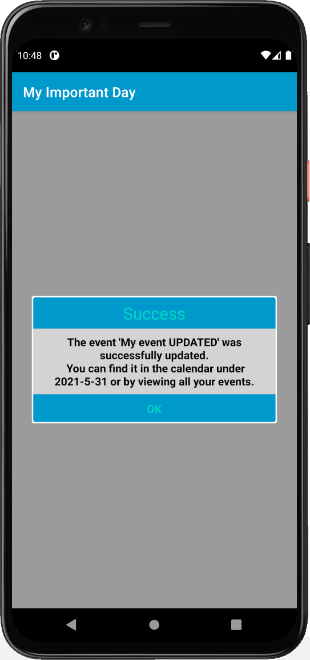 10:48
My Important Day
Success
The event 'My event UPDATED' was
successfully updated.
You can find it in the calendar under
2021-5-31 or by viewing all your events.
OK